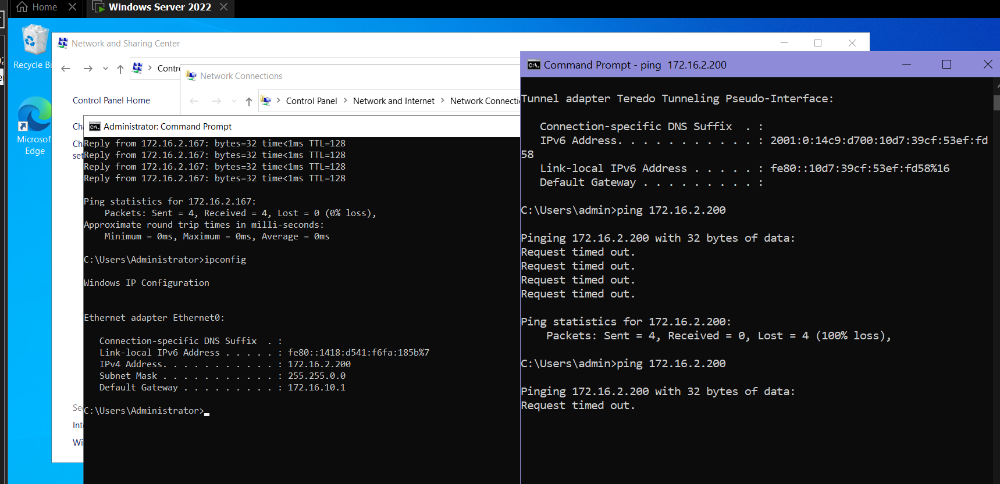 Home
Windows Server 2022
Recycle Bi
Microsof
Edge
Network and Sharing Center
Contro
Control Panel Home
Ch
Ch
set
Se
Int
Wi
Network Connections
Control Panel > Network and Internet > Network Connecti
Administrator: Command Prompt
Reply from 172.16.2.167: bytes=32 time<1ms TTL=128
Reply from 172.16.2.167: bytes=32 time<1ms TTL=128
Reply from 172.16.2.167: bytes=32 time<1ms TTL=128
Reply from 172.16.2.167: bytes=32 time<1ms TTL=128
Ping statistics for 172.16.2.167:
Packets: Sent = 4, Received = 4, Lost = 0 (0% loss),
Approximate round trip times in milli-seconds:
Minimum = 0ms, Maximum = 0ms, Average = 0ms
C:\Users\Administrator>ipconfig
Windows IP Configuration
Ethernet adapter Ethernet0:
Connection-specific DNS Suffix . :
Link-local IPv6 Address . . . . . : fe80::1418:d541:f6fa:185b%7
IPv4 Address. . . . . . . . . . . : 172.16.2.200
Subnet Mask . . . . . . . . . . . : 255.255.0.0
Default Gateway . . . . . . . . . : 172.16.10.1
C:\Users\Administrator>
Command Prompt - ping 172.16.2.200
Tunnel adapter Teredo Tunneling Pseudo-Interface:
Connection-specific DNS Suffix . :
IPv6 Address. . . . . . . . . . . : 2001:0:14c9:d700:10d7:39cf:53ef:fd
58
Link-local IPv6 Address . . . . . : fe80::10d7:39cf:53ef:fd58%16
Default Gateway . . . . . . . . . :
C:\Users\admin>ping 172.16.2.200
Pinging 172.16.2.200 with 32 bytes of data:
Request timed out.
Request timed out.
Request timed out.
Request timed out.
Ping statistics for 172.16.2.200:
Packets: Sent = 4, Received = 0, Lost = 4 (100% loss),
C:\Users\admin>ping 172.16.2.200
Pinging 172.16.2.200 with 32 bytes of data:
Request timed out.